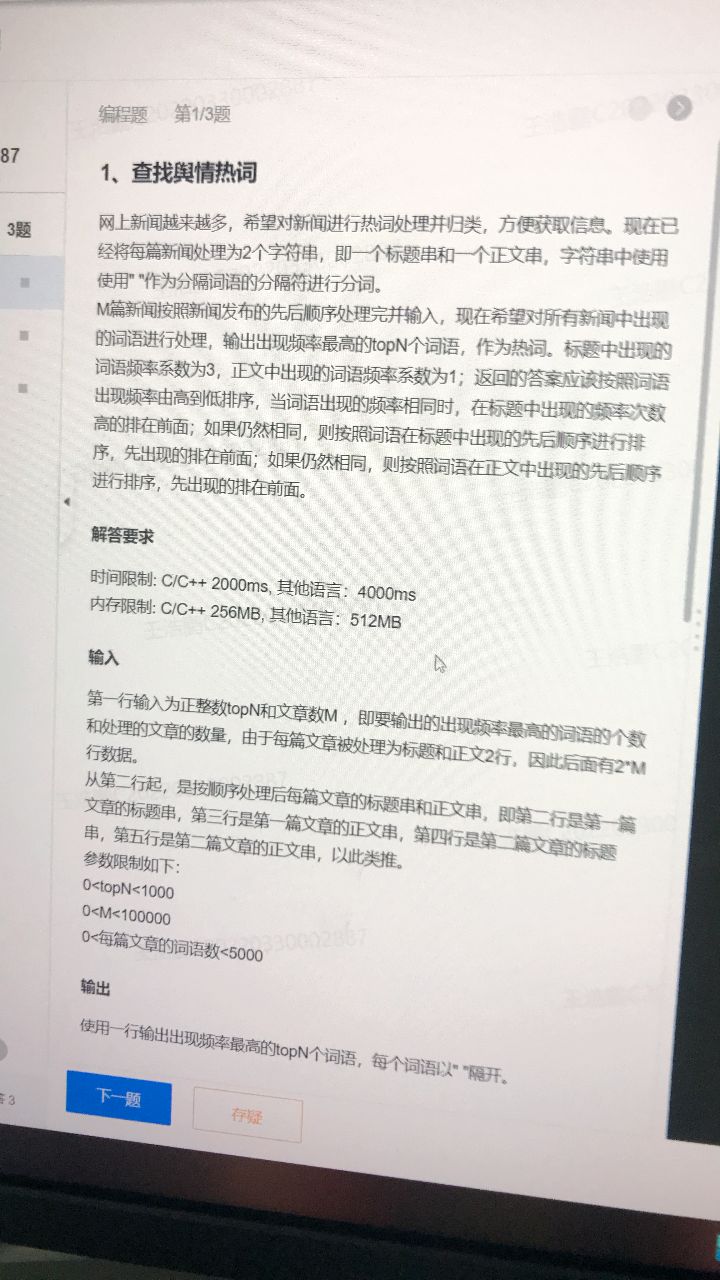 87
3题
编程题 第1/3题
1、查找舆情热词
网上新闻越来越多，希望对新闻进行热词处理并归类，方便获取信息。现在已
经将每篇新闻处理为2个字符串，即一个标题串和一个正文串，字符串中使用
使用" "作为分隔词语的分隔符进行分词。
M篇新闻按照新闻发布的先后顺序处理完并输入，现在希望对所有新闻中出现
的词语进行处理，输出出现频率最高的topN个词语，作为热词。标题中出现的
词语频率系数为3，正文中出现的词语频率系数为1；返回的答案应该按照词语
出现频率由高到低排序，当词语出现的频率相同时，在标题中出现的频率次数
高的排在前面；如果仍然相同，则按照词语在标题中出现的先后顺序进行排
序，先出现的排在前面；如果仍然相同，则按照词语在正文中出现的先后顺序
进行排序，先出现的排在前面。
解答要求
时间限制: C/C++ 2000ms, 其他语言：4000ms
内存限制: C/C++ 256MB, 其他语言：512MB
输入
第一行输入为正整数topN和文章数M ，即要输出的出现频率最高的词语的个数
和处理的文章的数量，由于每篇文章被处理为标题和正文2行，因此后面有2*M
行数据。
从第二行起，是按顺序处理后每篇文章的标题串和正文串，即第二行是第一篇
文章的标题串，第三行是第一篇文章的正文串，第四行是第二篇文章的标题
串，第五行是第二篇文章的正文串，以此类推。
参数限制如下：
0<topN<1000
0<M<100000
0<每篇文章的词语数<5000
输出
使用一行输出出现频率最高的topN个词语，每个词语以" "隔开。
下一题 存疑
答 3